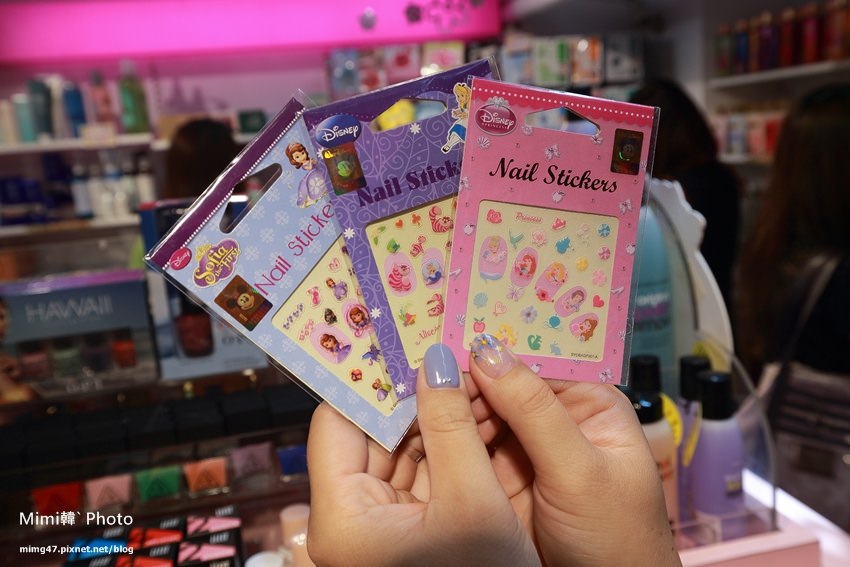 Disney
Sofia
the First
Nail Sticke
Disney
Nail Stick
Alice
Disney
PRINCESS
Nail Stickers
Princess
HAWAII
Mimi韓` Photo
mimg47.pixnet.net/blog